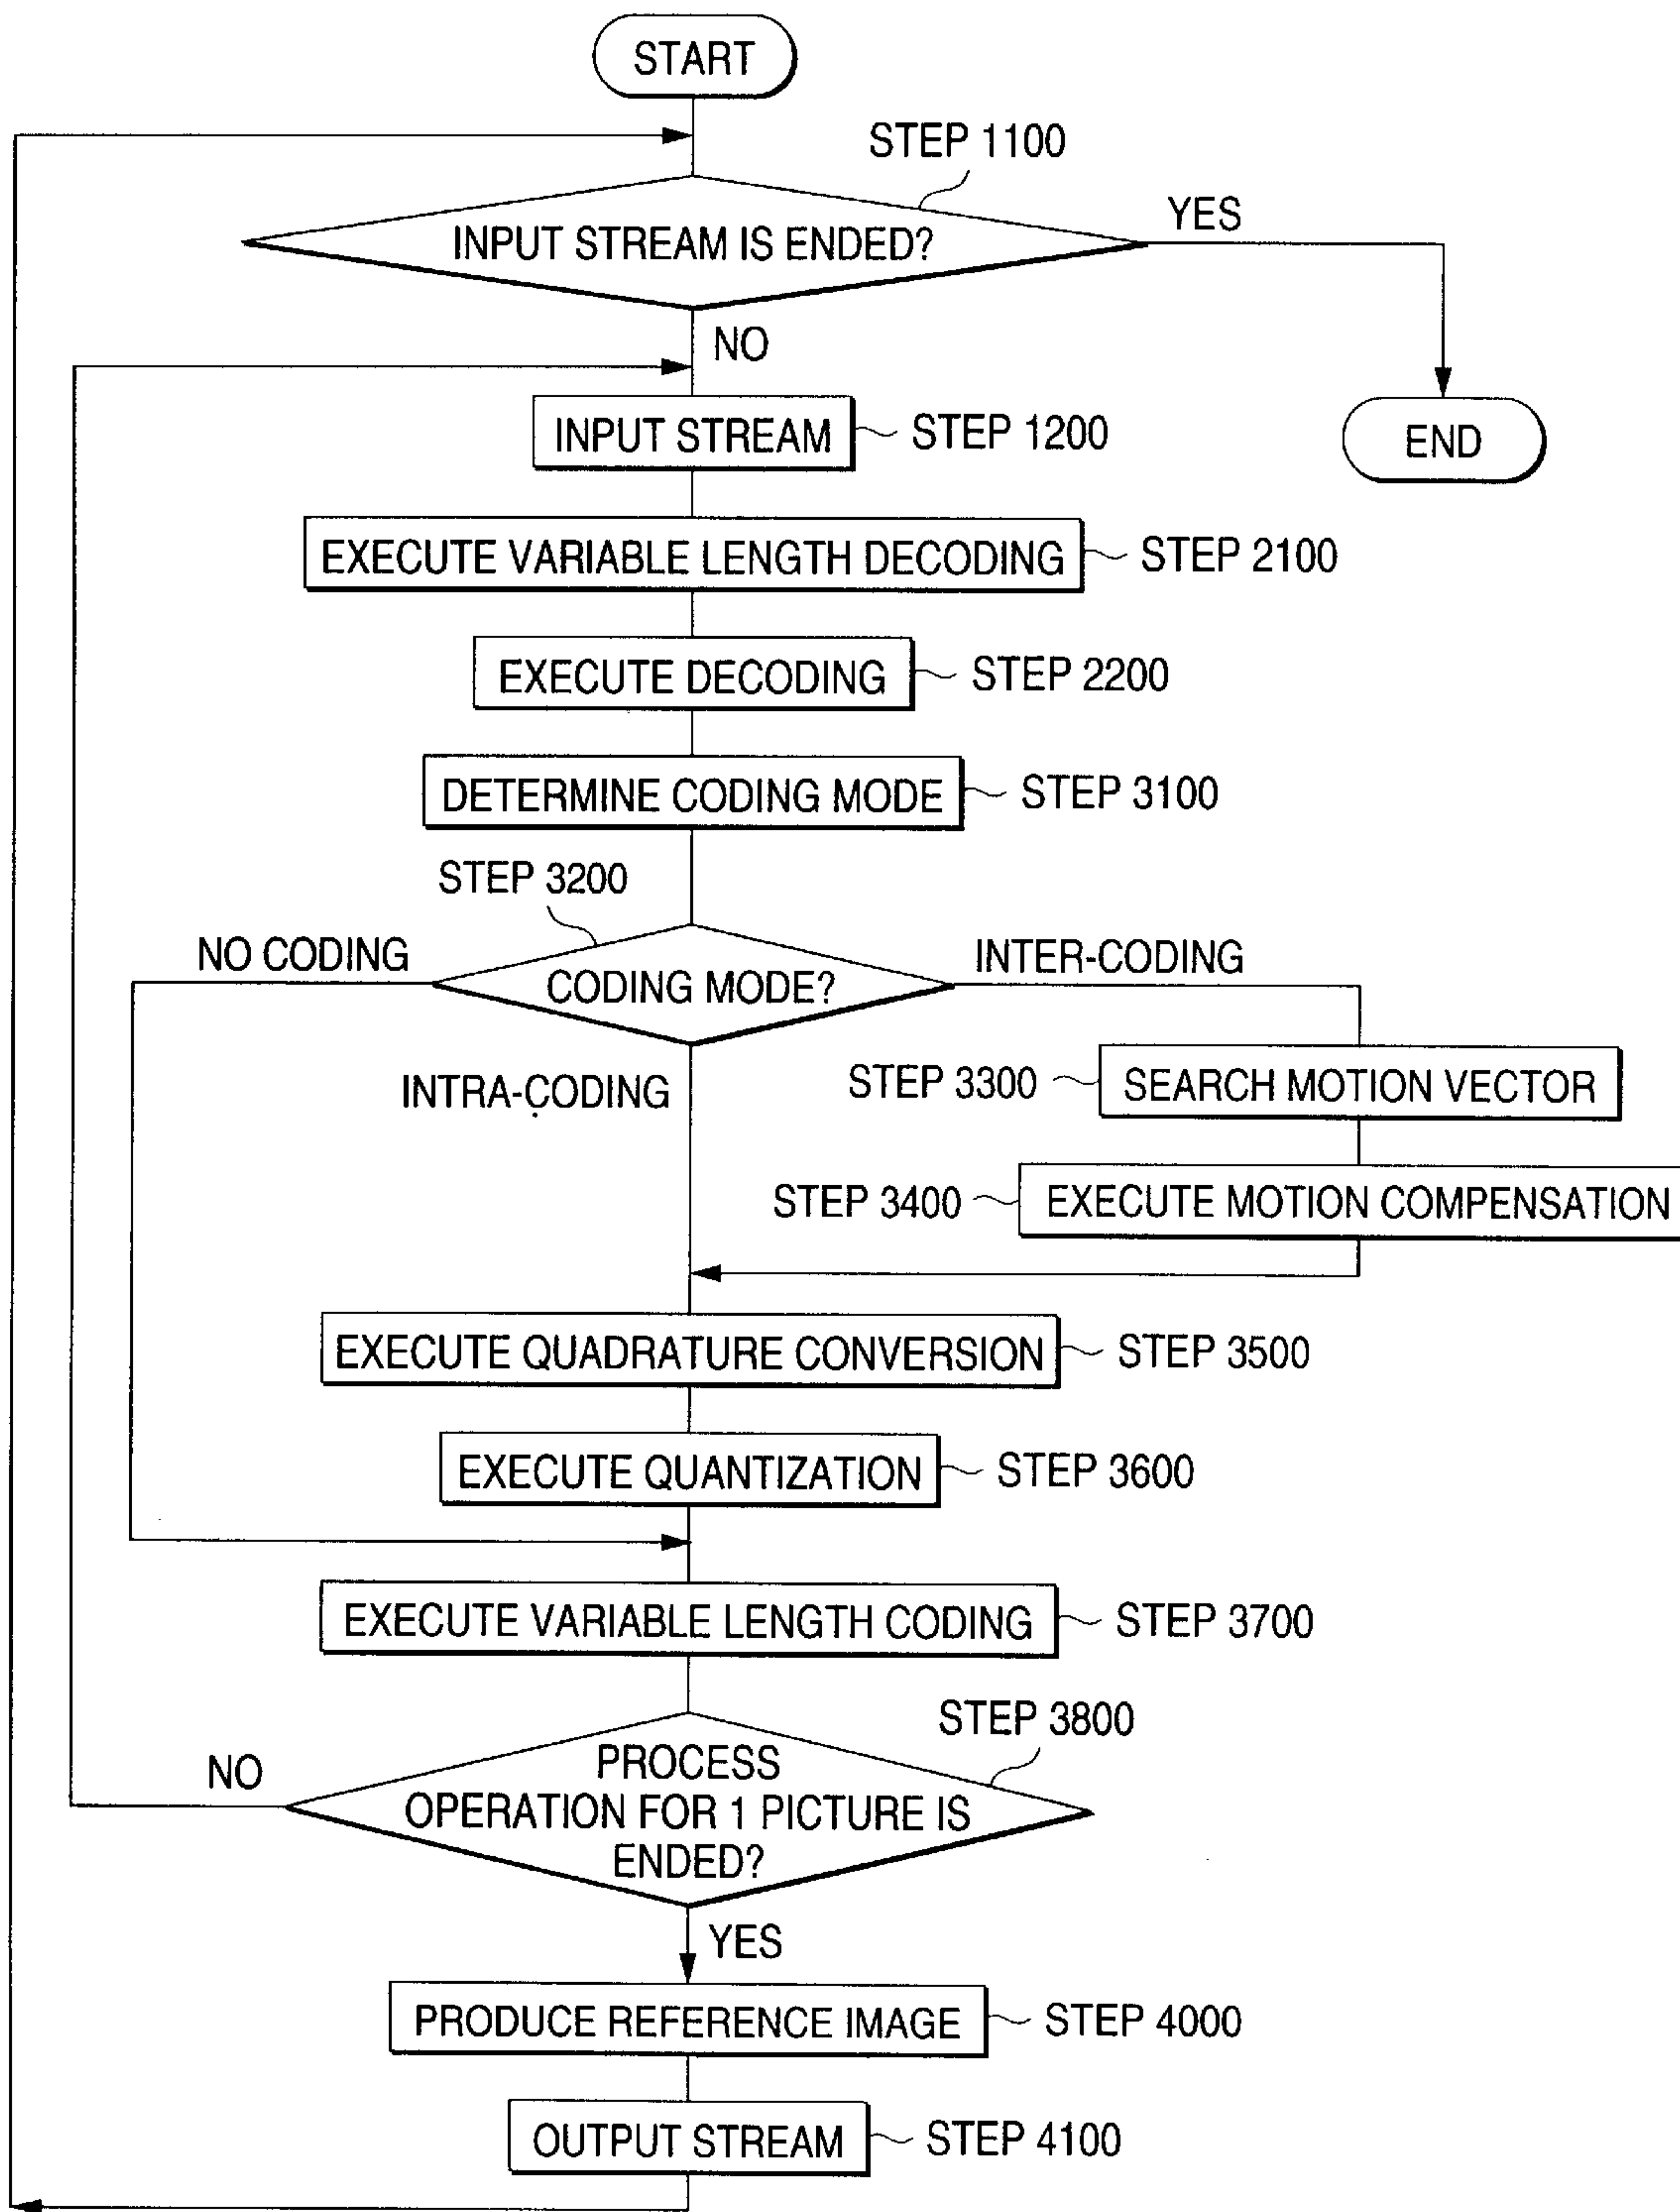 START
STEP 1100
INPUT STREAM IS ENDED?
YES
NO
INPUT STREAM
STEP 1200
END
EXECUTE VARIABLE LENGTH DECODING
STEP 2100
EXECUTE DECODING
STEP 2200
DETERMINE CODING MODE
STEP 3100
STEP 3200
NO CODING
CODING MODE?
INTER-CODING
INTRA-CODING
STEP 3300
SEARCH MOTION VECTOR
STEP 3400
EXECUTE MOTION COMPENSATION
EXECUTE QUADRATURE CONVERSION
STEP 3500
EXECUTE QUANTIZATION
STEP 3600
EXECUTE VARIABLE LENGTH CODING
STEP 3700
STEP 3800
NO
PROCESS
OPERATION FOR 1 PICTURE IS
ENDED?
YES
PRODUCE REFERENCE IMAGE
STEP 4000
OUTPUT STREAM
STEP 4100